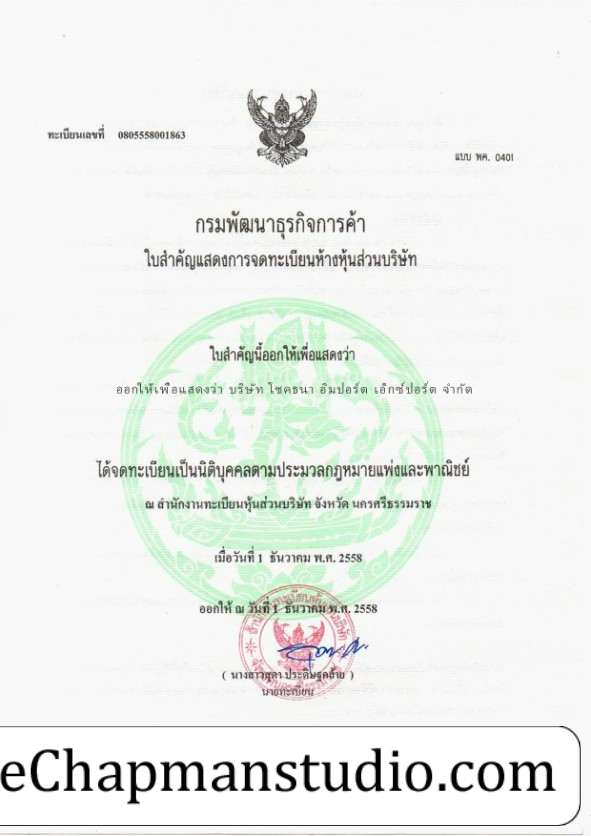 ทะเบียนเลขที่ 0805558001863
แบบ พค. 0401
กรมพัฒนาธุรกิจการค้า
ใบสำคัญแสดงการจดทะเบียนห้างหุ้นส่วนบริษัท
ใบสำคัญนี้ออกให้เพื่อแสดงว่า
ออกให้เพื่อแสดงว่า บริษัท โชคธนา อิมปอร์ต เอ็กซ์ปอร์ต จำกัด
ได้จดทะเบียนเป็นนิติบุคคลตามประมวลกฎหมายแพ่งและพาณิชย์
ณ สำนักงานทะเบียนหุ้นส่วนบริษัท จังหวัด นครศรีธรรมราช
เมื่อวันที่ 1 ธันวาคม พ.ศ. 2558
ออกให้ ณ วันที่ 1 ธันวาคม พ.ศ. 2558
( นางสาวสุดา ประดิษฐคล้าย )
นายทะเบียน
eChapmanstudio.com